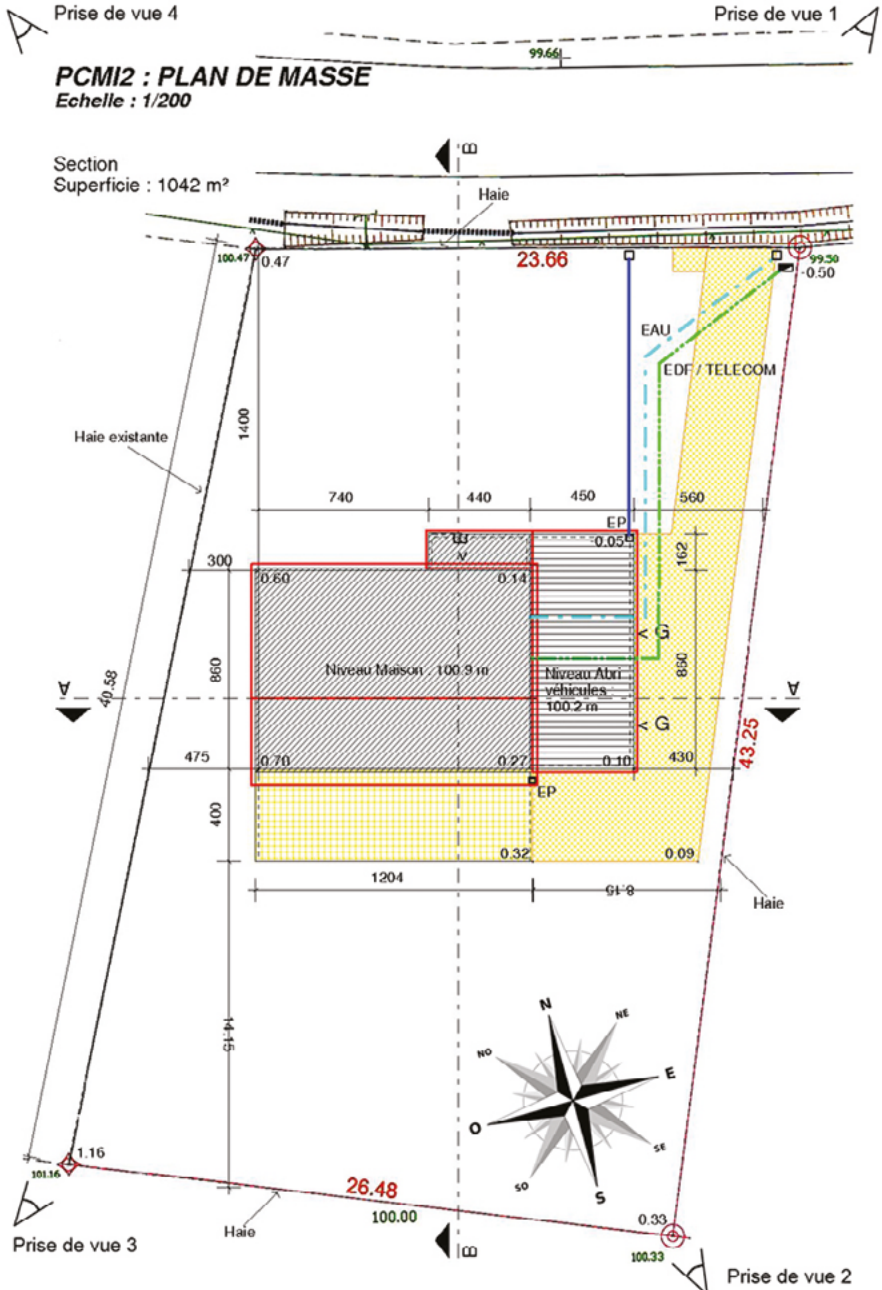 Prise de vue 4
Prise de vue 1
99.66
PCMI2 : PLAN DE MASSE
Echelle : 1/200
B
Section
Superficie : 1042 m²
Haie
100.47
0.47
23.66
99.50
-0.50
EAU
EDF / TELECOM
1400
Haie existante
740
440
450
560
EP
E
0.05
V
162
300
0.60
0.14
G
860
40.58
Niveau Maison : 100.9 m
Niveau Abri
véhicules :
100.2 m
860
A
A
G
43.25
475
0.70
0.27
0.10
430
EP
400
0.32
0.09
1204
8.15
Haie
14.15
N
NE
NO
E
O
SE
SO
S
1.16
101.16
26.48
100.00
0.33
Haie
B
100.33
Prise de vue 3
Prise de vue 2